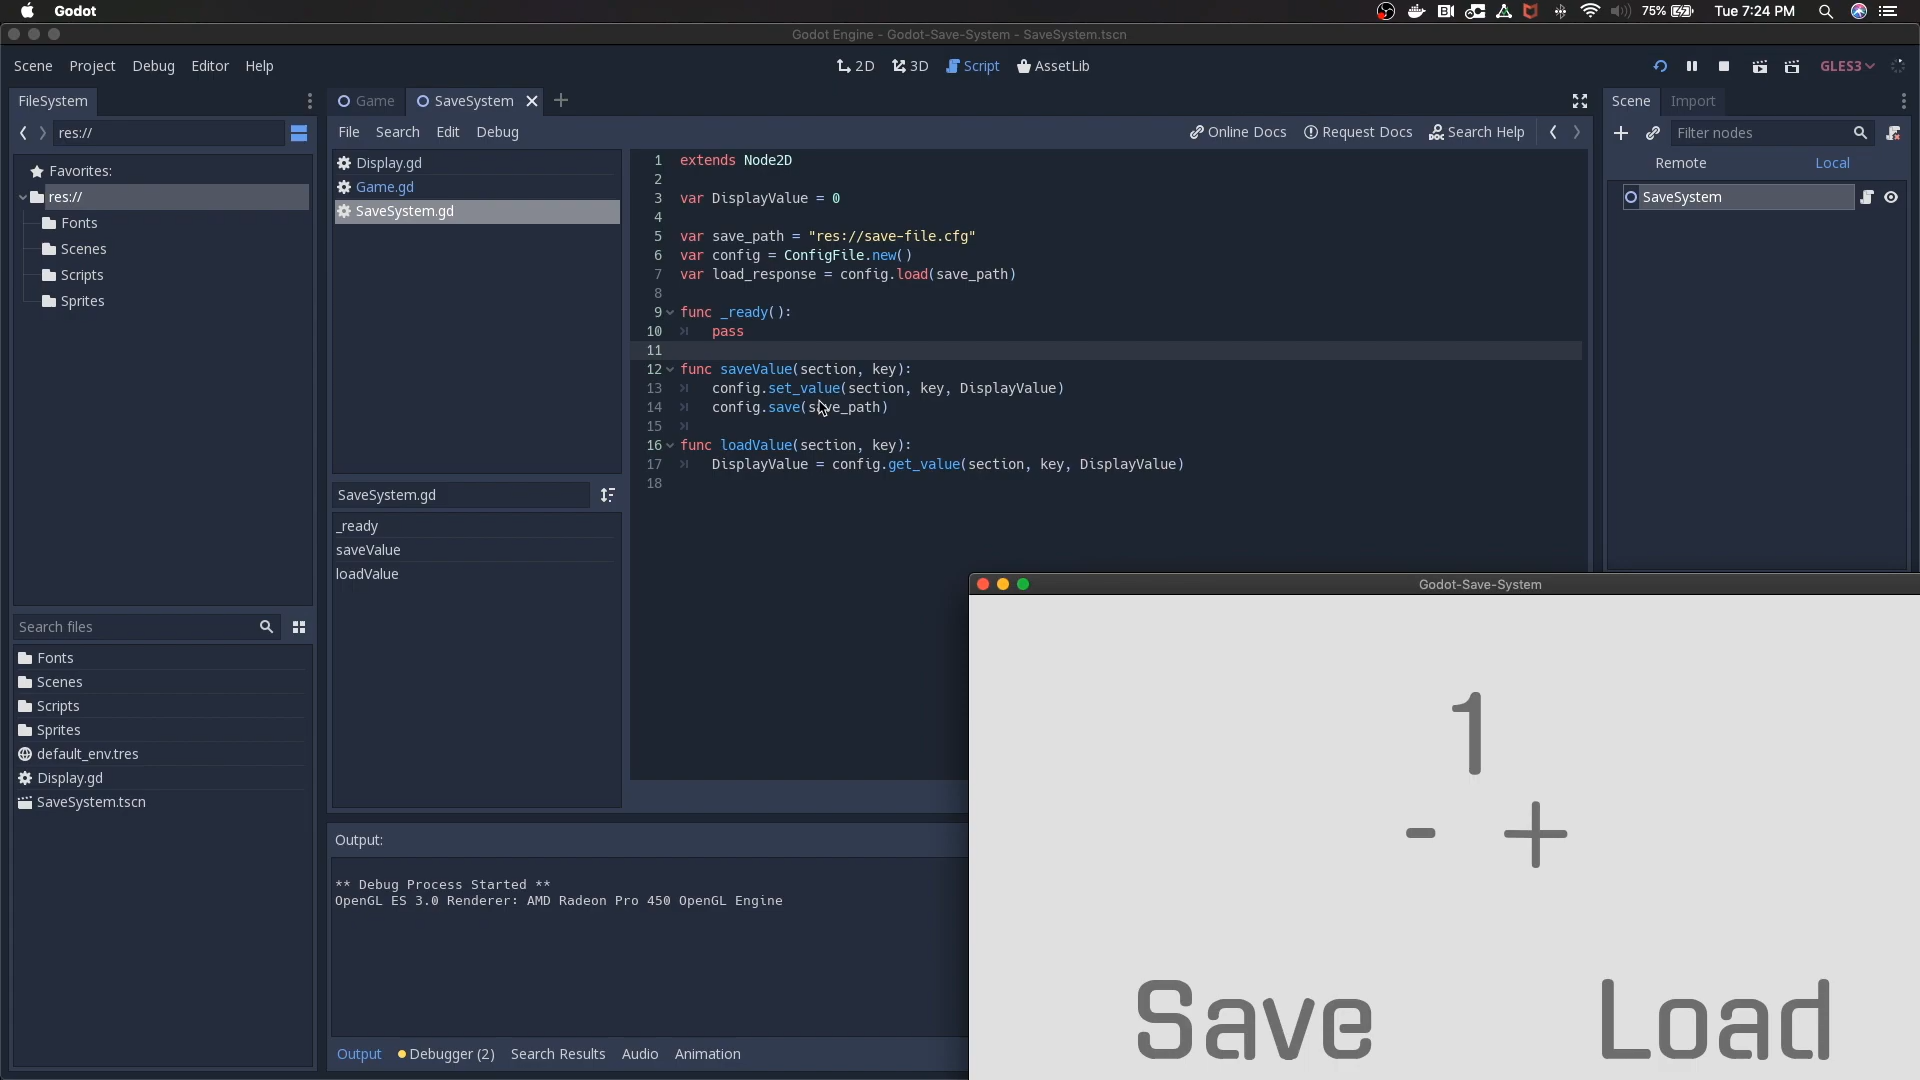 Godot
75%
Tue 7:24 PM
Godot Engine - Godot-Save-System - SaveSystem.tscn
Scene Project Debug Editor Help
2D 3D Script AssetLib
GLES3
FileSystem
res://
Favorites:
res://
Fonts
Scenes
Scripts
Sprites
Search files
Fonts
Scenes
Scripts
Sprites
default_env.tres
Display.gd
SaveSystem.tscn
Game SaveSystem
File Search Edit Debug
Online Docs Request Docs Search Help
Display.gd
Game.gd
SaveSystem.gd
SaveSystem.gd
_ready
saveValue
loadValue
1 extends Node2D
2
3 var DisplayValue = 0
4
5 var save_path = "res://save-file.cfg"
6 var config = ConfigFile.new()
7 var load_response = config.load(save_path)
8
9 func _ready():
10 pass
11
12 func saveValue(section, key):
13 config.set_value(section, key, DisplayValue)
14 config.save(save_path)
15
16 func loadValue(section, key):
17 DisplayValue = config.get_value(section, key, DisplayValue)
18
Output:
** Debug Process Started **
OpenGL ES 3.0 Renderer: AMD Radeon Pro 450 OpenGL Engine
Output Debugger (2) Search Results Audio Animation
Scene Import
Filter nodes
Remote Local
SaveSystem
Godot-Save-System
1
- +
Save Load